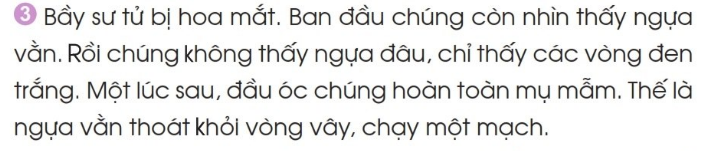 3 Bầy sư tử bị hoa mắt. Ban đầu chúng còn nhìn thấy ngựa
vằn. Rồi chúng không thấy ngựa đâu, chỉ thấy các vòng đen
trắng. Một lúc sau, đầu óc chúng hoàn toàn mụ mẫm. Thế là
ngựa vằn thoát khỏi vòng vây, chạy một mạch.